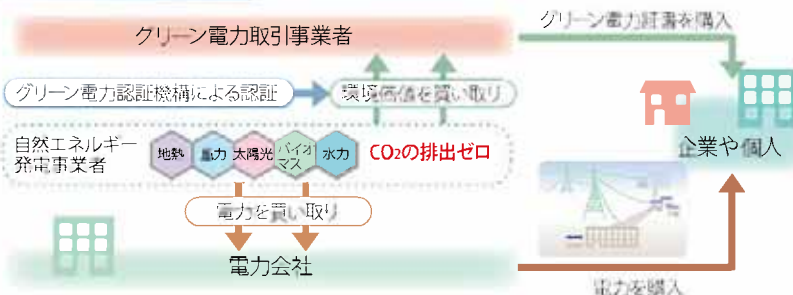 グリーン電力取引事業者
グリーン電力証書を購入
グリーン電力認証機構による認証
環境価値を買い取り
自然エネルギー
発電事業者
地熱
風力
太陽光
バイオ
マス
水力
CO2の排出ゼロ
企業や個人
電力を買い取り
電力会社
電力を購入